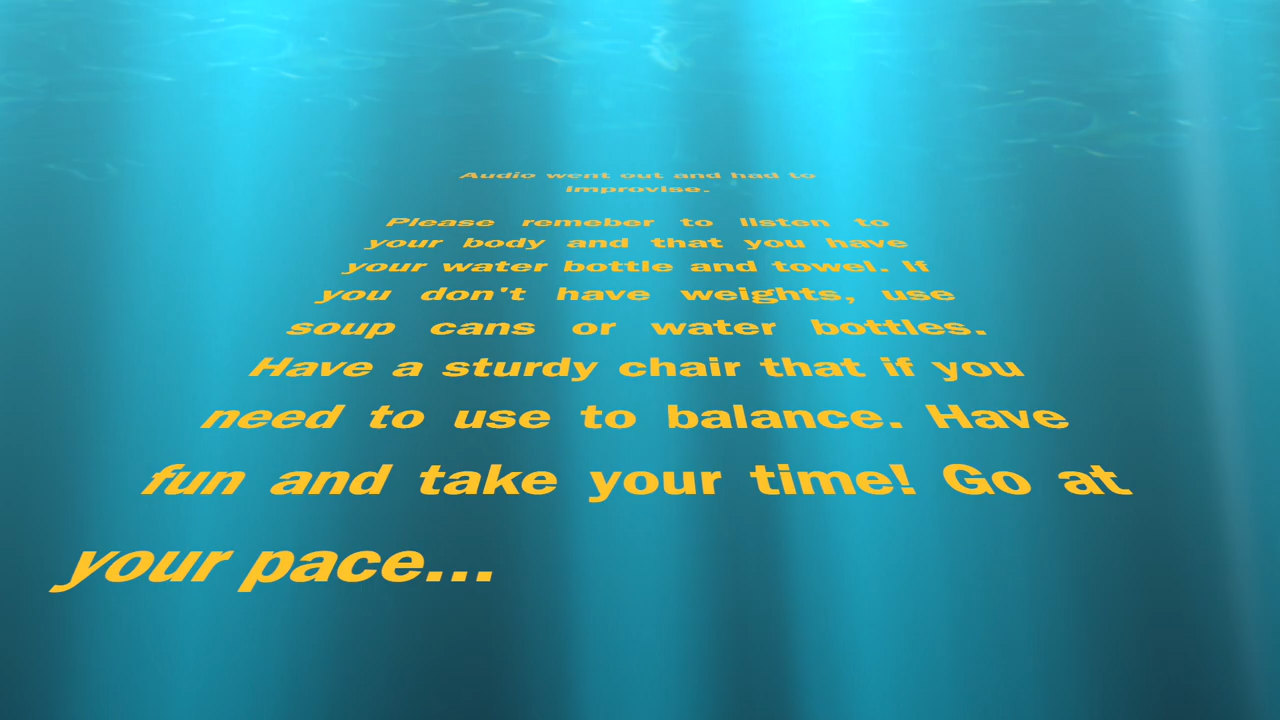 Audio went out and had to
improvise.
Please remeber to listen to
your body and that you have
your water bottle and towel. If
you don't have weights, use
soup cans or water bottles.
Have a sturdy chair that if you
need to use to balance. Have
fun and take your time! Go at
your pace...